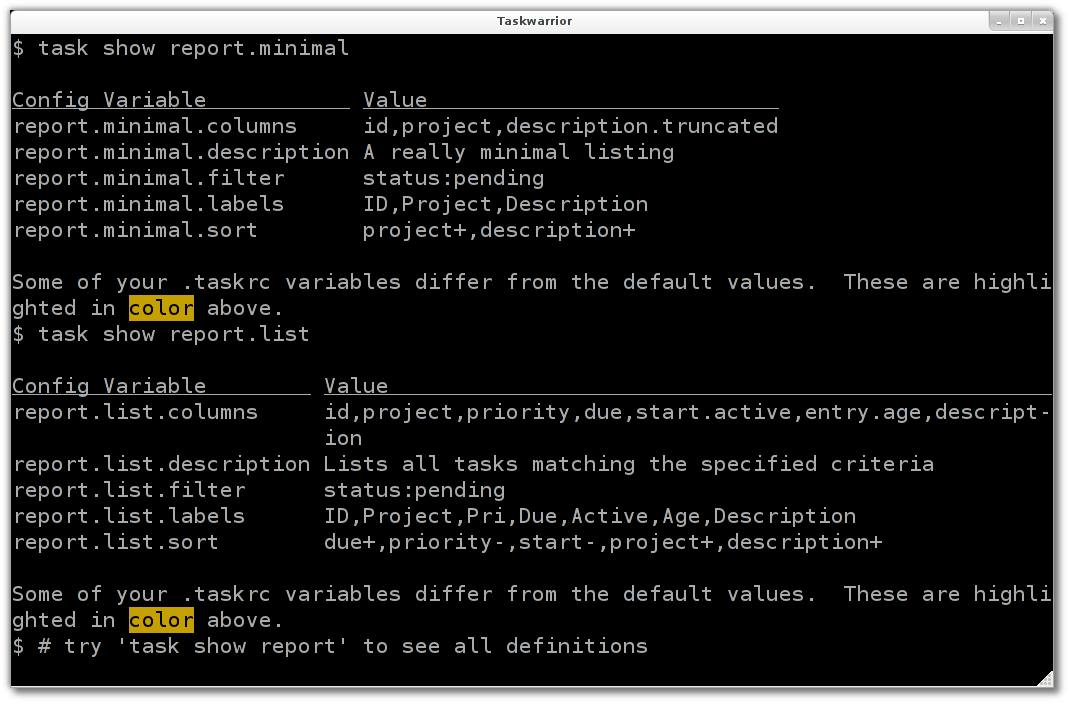 Taskwarrior
$ task show report.minimal
Config Variable Value
report.minimal.columns id,project,description.truncated
report.minimal.description A really minimal listing
report.minimal.filter status:pending
report.minimal.labels ID,Project,Description
report.minimal.sort project+,description+
Some of your .taskrc variables differ from the default values.  These are highli
ghted in color above.
$ task show report.list
Config Variable Value
report.list.columns id,project,priority,due,start.active,entry.age,descript-
ion
report.list.description Lists all tasks matching the specified criteria
report.list.filter status:pending
report.list.labels ID,Project,Pri,Due,Active,Age,Description
report.list.sort due+,priority-,start-,project+,description+
Some of your .taskrc variables differ from the default values.  These are highli
ghted in color above.
$ # try 'task show report' to see all definitions